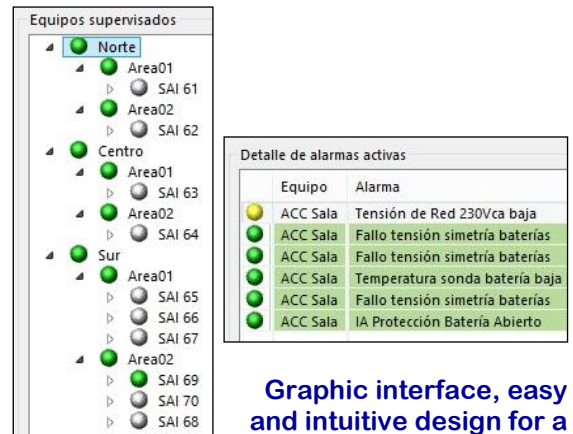 Equipos supervisados
Norte
Area01
SAI 61
Area02
SAI 62
Centro
Area01
SAI 63
Area02
SAI 64
Sur
Area01
SAI 65
SAI 66
SAI 67
Area02
SAI 69
SAI 70
SAI 68
Detalle de alarmas activas
Equipo Alarma
ACC Sala Tensión de Red 230Vca baja
ACC Sala Fallo tensión simetría baterías
ACC Sala Fallo tensión simetría baterías
ACC Sala Temperatura sonda batería baja
ACC Sala Fallo tensión simetría baterías
ACC Sala IA Protección Batería Abierto
Graphic interface, easy
and intuitive design for a